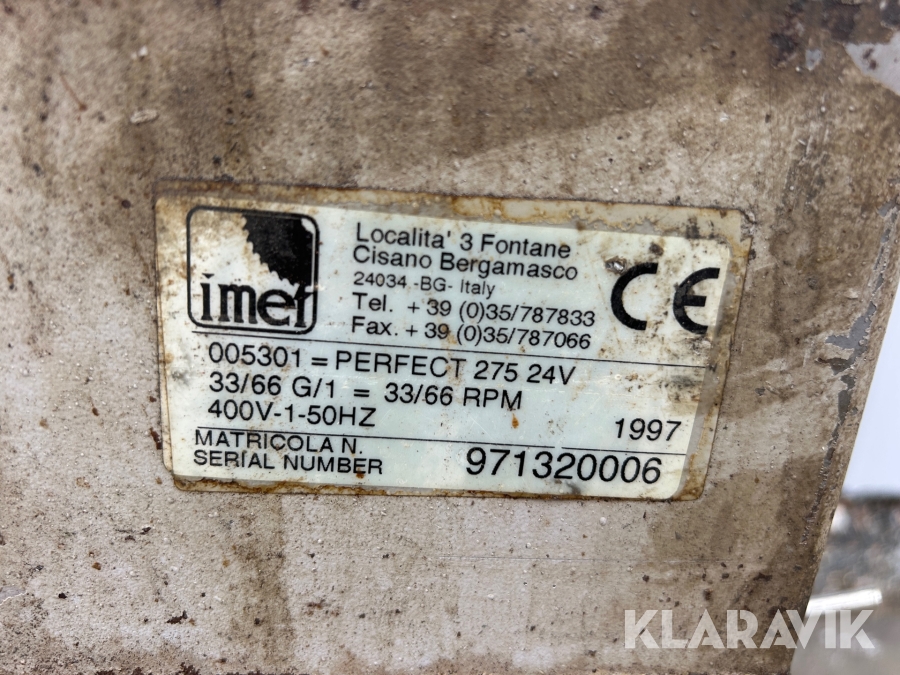 imet
Localita' 3 Fontane
Cisano Bergamasco
24034 -BG- Italy
Tel. + 39 (0)35/787833
Fax. + 39 (0)35/787066
CE
005301 = PERFECT 275 24V
33/66 G/1 = 33/66 RPM
400V-1-50HZ
1997
MATRICOLA N.
SERIAL NUMBER
971320006
KLARAVIK